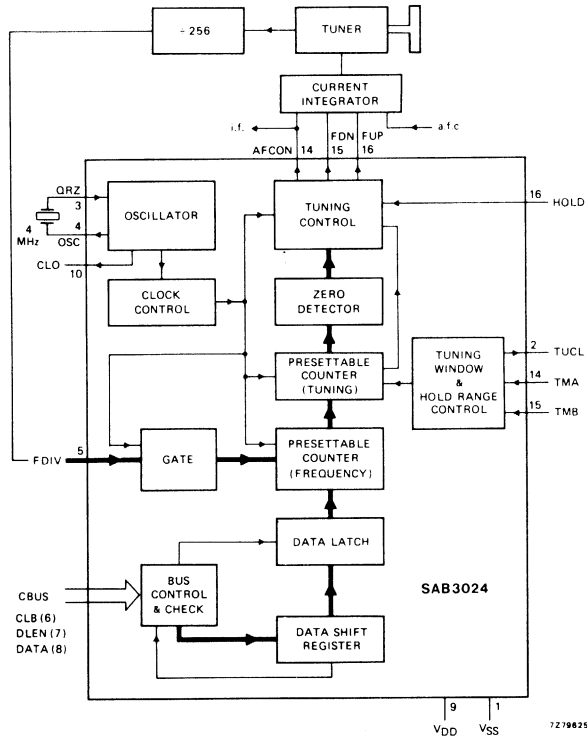 ÷256
TUNER
CURRENT
INTEGRATOR
i.f.
a.f.c
FDN
FUP
AFCON
14
15
16
QRZ
3
4
MHz
4
OSC
CLO
10
OSCILLATOR
TUNING
CONTROL
16
HOLD
CLOCK
CONTROL
ZERO
DETECTOR
PRESETTABLE
COUNTER
(TUNING)
TUNING
WINDOW
&
HOLD RANGE
CONTROL
2
TUCL
14
TMA
15
TMB
FDIV
5
GATE
PRESETTABLE
COUNTER
(FREQUENCY)
DATA LATCH
CBUS
CLB (6)
DLEN (7)
DATA (8)
BUS
CONTROL
& CHECK
SAB3024
DATA SHIFT
REGISTER
9
1
VDD
VSS
7Z79625